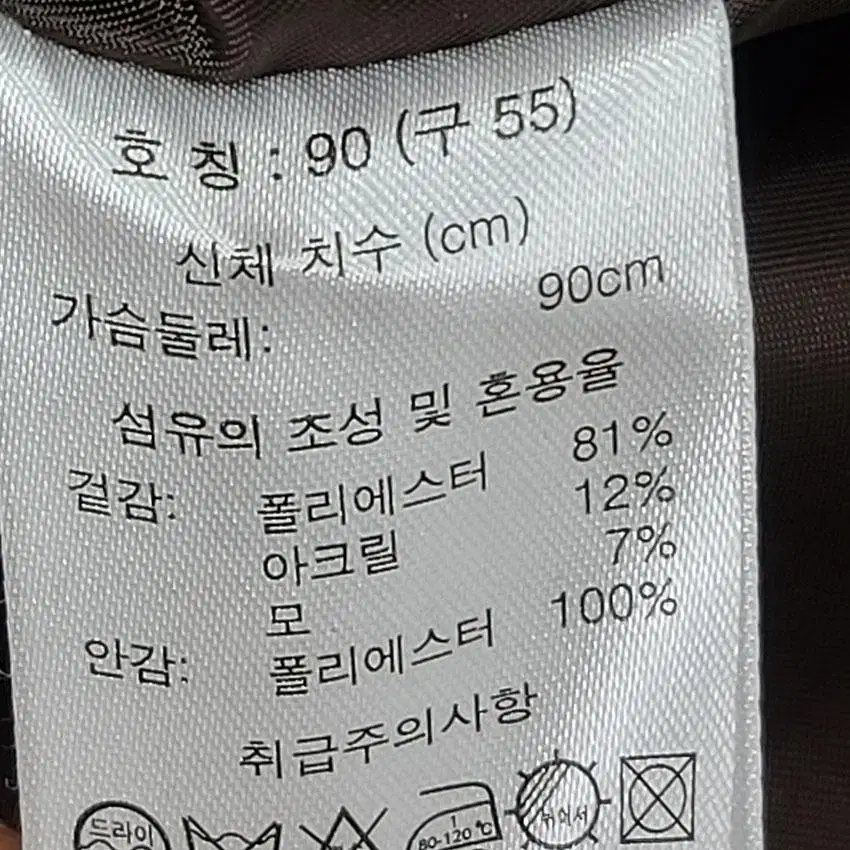 호 칭 : 90 (구 55)
신체 치수 (cm)
가슴둘레: 90cm
섬유의 조성 및 혼용율
겉감: 폴리에스터 81%
아크릴 12%
모 7%
안감: 폴리에스터 100%
취급주의사항
드라이
1
80-120 ℃
뉘어서